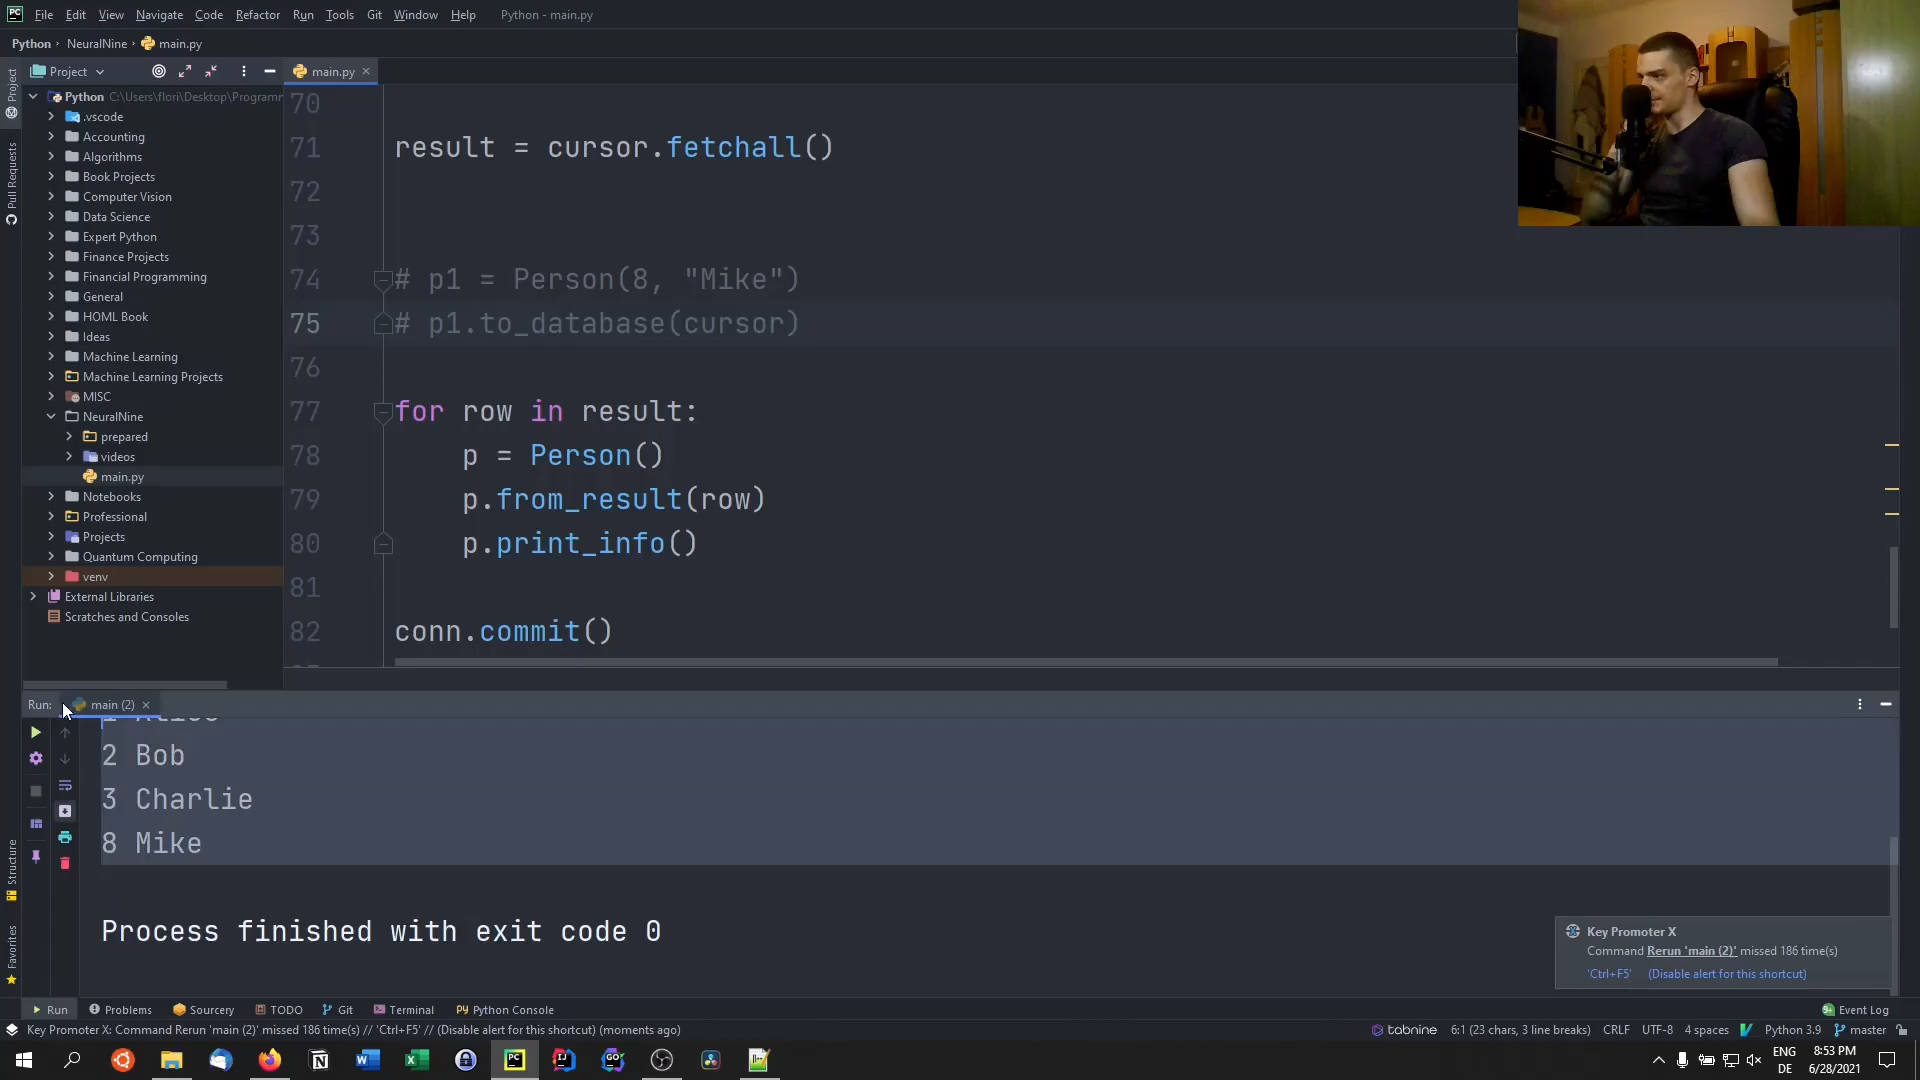 PC File Edit View Navigate Code Refactor Run Tools Git Window Help Python - main.py
Python › NeuralNine › main.py
Project
main.py
Python C:\Users\flori\Desktop\Programm
.vscode
Accounting
Algorithms
Book Projects
Computer Vision
Data Science
Expert Python
Finance Projects
Financial Programming
General
HOML Book
Ideas
Machine Learning
Machine Learning Projects
MISC
NeuralNine
prepared
videos
main.py
Notebooks
Professional
Projects
Quantum Computing
venv
External Libraries
Scratches and Consoles
Project
Pull Requests
Structure
Favorites
70
71 result = cursor.fetchall()
72
73
74 # p1 = Person(8, "Mike")
75 # p1.to_database(cursor)
76
77 for row in result:
78 p = Person()
79 p.from_result(row)
80 p.print_info()
81
82 conn.commit()
Run: main (2)
1 Alice
2 Bob
3 Charlie
8 Mike
Process finished with exit code 0
Key Promoter X
Command Rerun 'main (2)' missed 186 time(s)
'Ctrl+F5' (Disable alert for this shortcut)
Run Problems Sourcery TODO Git Terminal Python Console Event Log
Key Promoter X: Command Rerun 'main (2)' missed 186 time(s) // 'Ctrl+F5' // (Disable alert for this shortcut) (moments ago) tabnine 6:1 (23 chars, 3 line breaks) CRLF UTF-8 4 spaces Python 3.9 master
ENG 8:53 PM
DE 6/28/2021